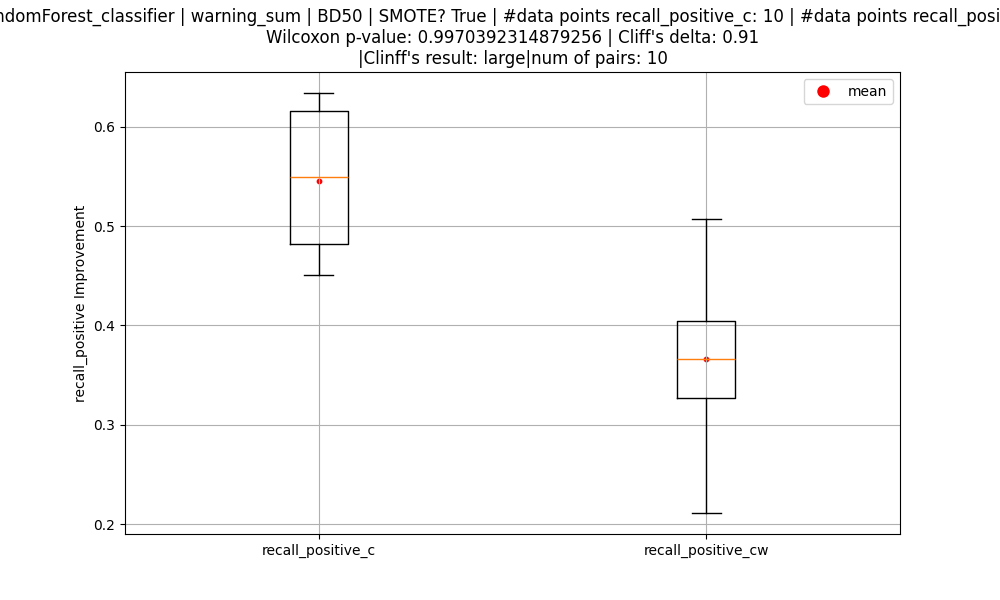 ndomForest_classifier | warning_sum | BD50 | SMOTE? True | #data points recall_positive_c: 10 | #data points recall_posi
Wilcoxon p-value: 0.9970392314879256 | Cliff's delta: 0.91
|Clinff's result: large|num of pairs: 10
mean
0.6
0.5
0.4
0.3
0.2
recall_positive Improvement
recall_positive_c
recall_positive_cw